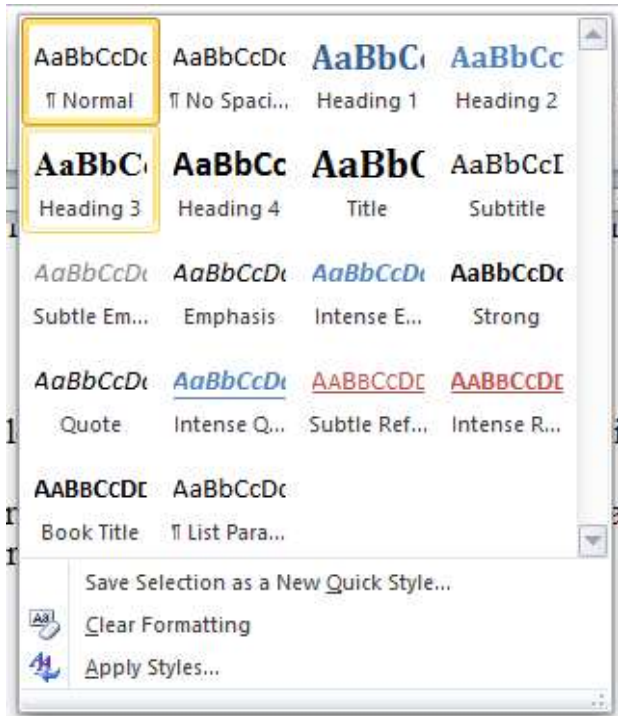 AaBbCcDc AaBbCcDc AaBbC AaBbCc
¶ Normal ¶ No Spaci... Heading 1 Heading 2
AaBbC AaBbCc AaBb( AaBbCcI
Heading 3 Heading 4 Title Subtitle
AaBbCcDc AaBbCcDc AaBbCcDc AaBbCcDc
Subtle Em... Emphasis Intense E... Strong
AaBbCcDc AaBbCcDc AABBCCDE AABBCCDE
Quote Intense Q... Subtle Ref... Intense R...
AABBCCDE AaBbCcDc
Book Title ¶ List Para...
Save Selection as a New Quick Style...
Clear Formatting
Apply Styles...